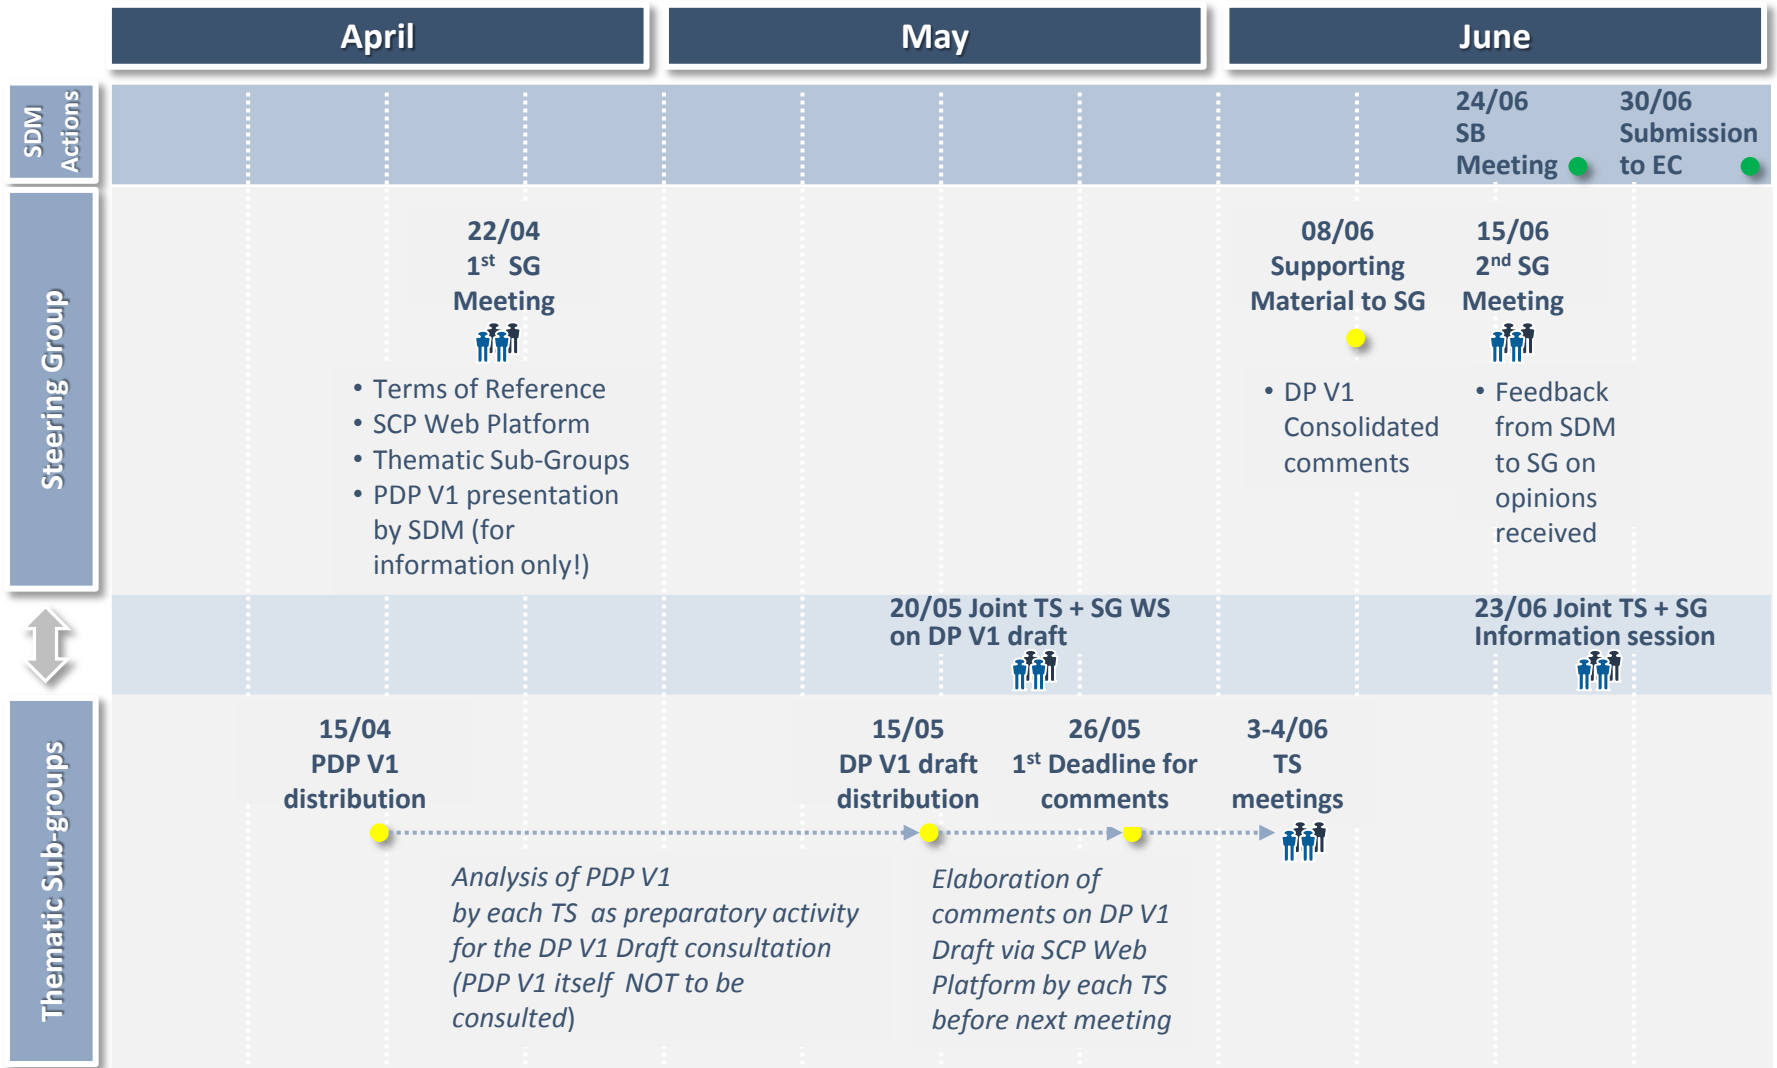 April
May
June
SDM
Actions
24/06
SB
Meeting
30/06
Submission
to EC
Steering Group
22/04
1st SG
Meeting
• Terms of Reference
• SCP Web Platform
• Thematic Sub-Groups
• PDP V1 presentation
by SDM (for
information only!)
08/06
Supporting
Material to SG
• DP V1
Consolidated
comments
15/06
2nd SG
Meeting
• Feedback
from SDM
to SG on
opinions
received
20/05 Joint TS + SG WS
on DP V1 draft
23/06 Joint TS + SG
Information session
Thematic Sub-groups
15/04
PDP V1
distribution
15/05
DP V1 draft
distribution
26/05
1st Deadline for
comments
3-4/06
TS
meetings
Analysis of PDP V1
by each TS as preparatory activity
for the DP V1 Draft consultation
(PDP V1 itself NOT to be
consulted)
Elaboration of
comments on DP V1
Draft via SCP Web
Platform by each TS
before next meeting